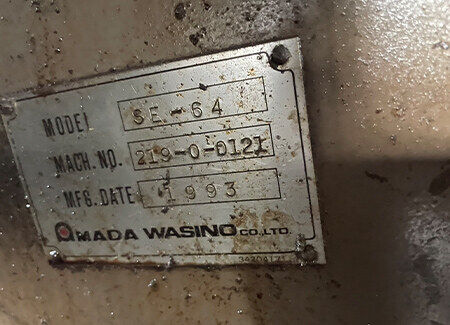 MODEL SE-64
MACH.NO. 219-0-0121
MFG.DATE 1993
AMADA WASINO CO.,LTD.